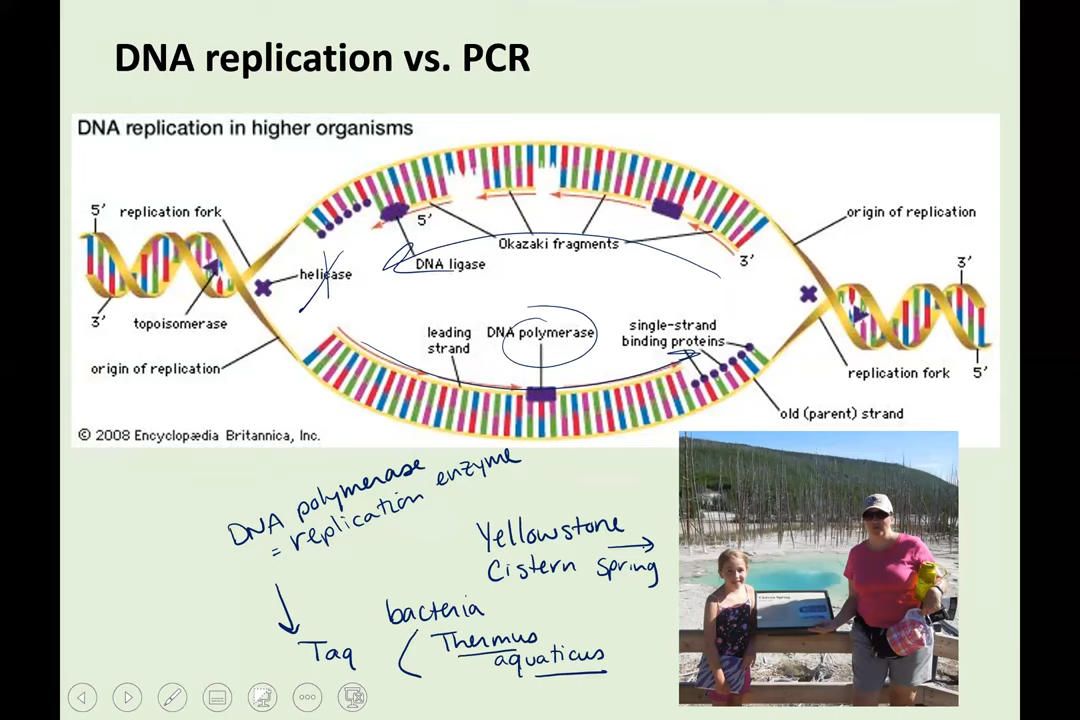 DNA replication vs. PCR
DNA replication in higher organisms
5’
replication fork
5’
Okazaki fragments
origin of replication
3’
3’
helicase
DNA ligase
3’
topoisomerase
leading
strand
DNA polymerase
single-strand
binding proteins
origin of replication
replication fork
5’
old (parent) strand
© 2008 Encyclopædia Britannica, Inc.
DNA polymerase
= replication enzyme
Yellowstone
Cistern Spring
bacteria
Thermus
aquaticus
Taq
Cistern Spring